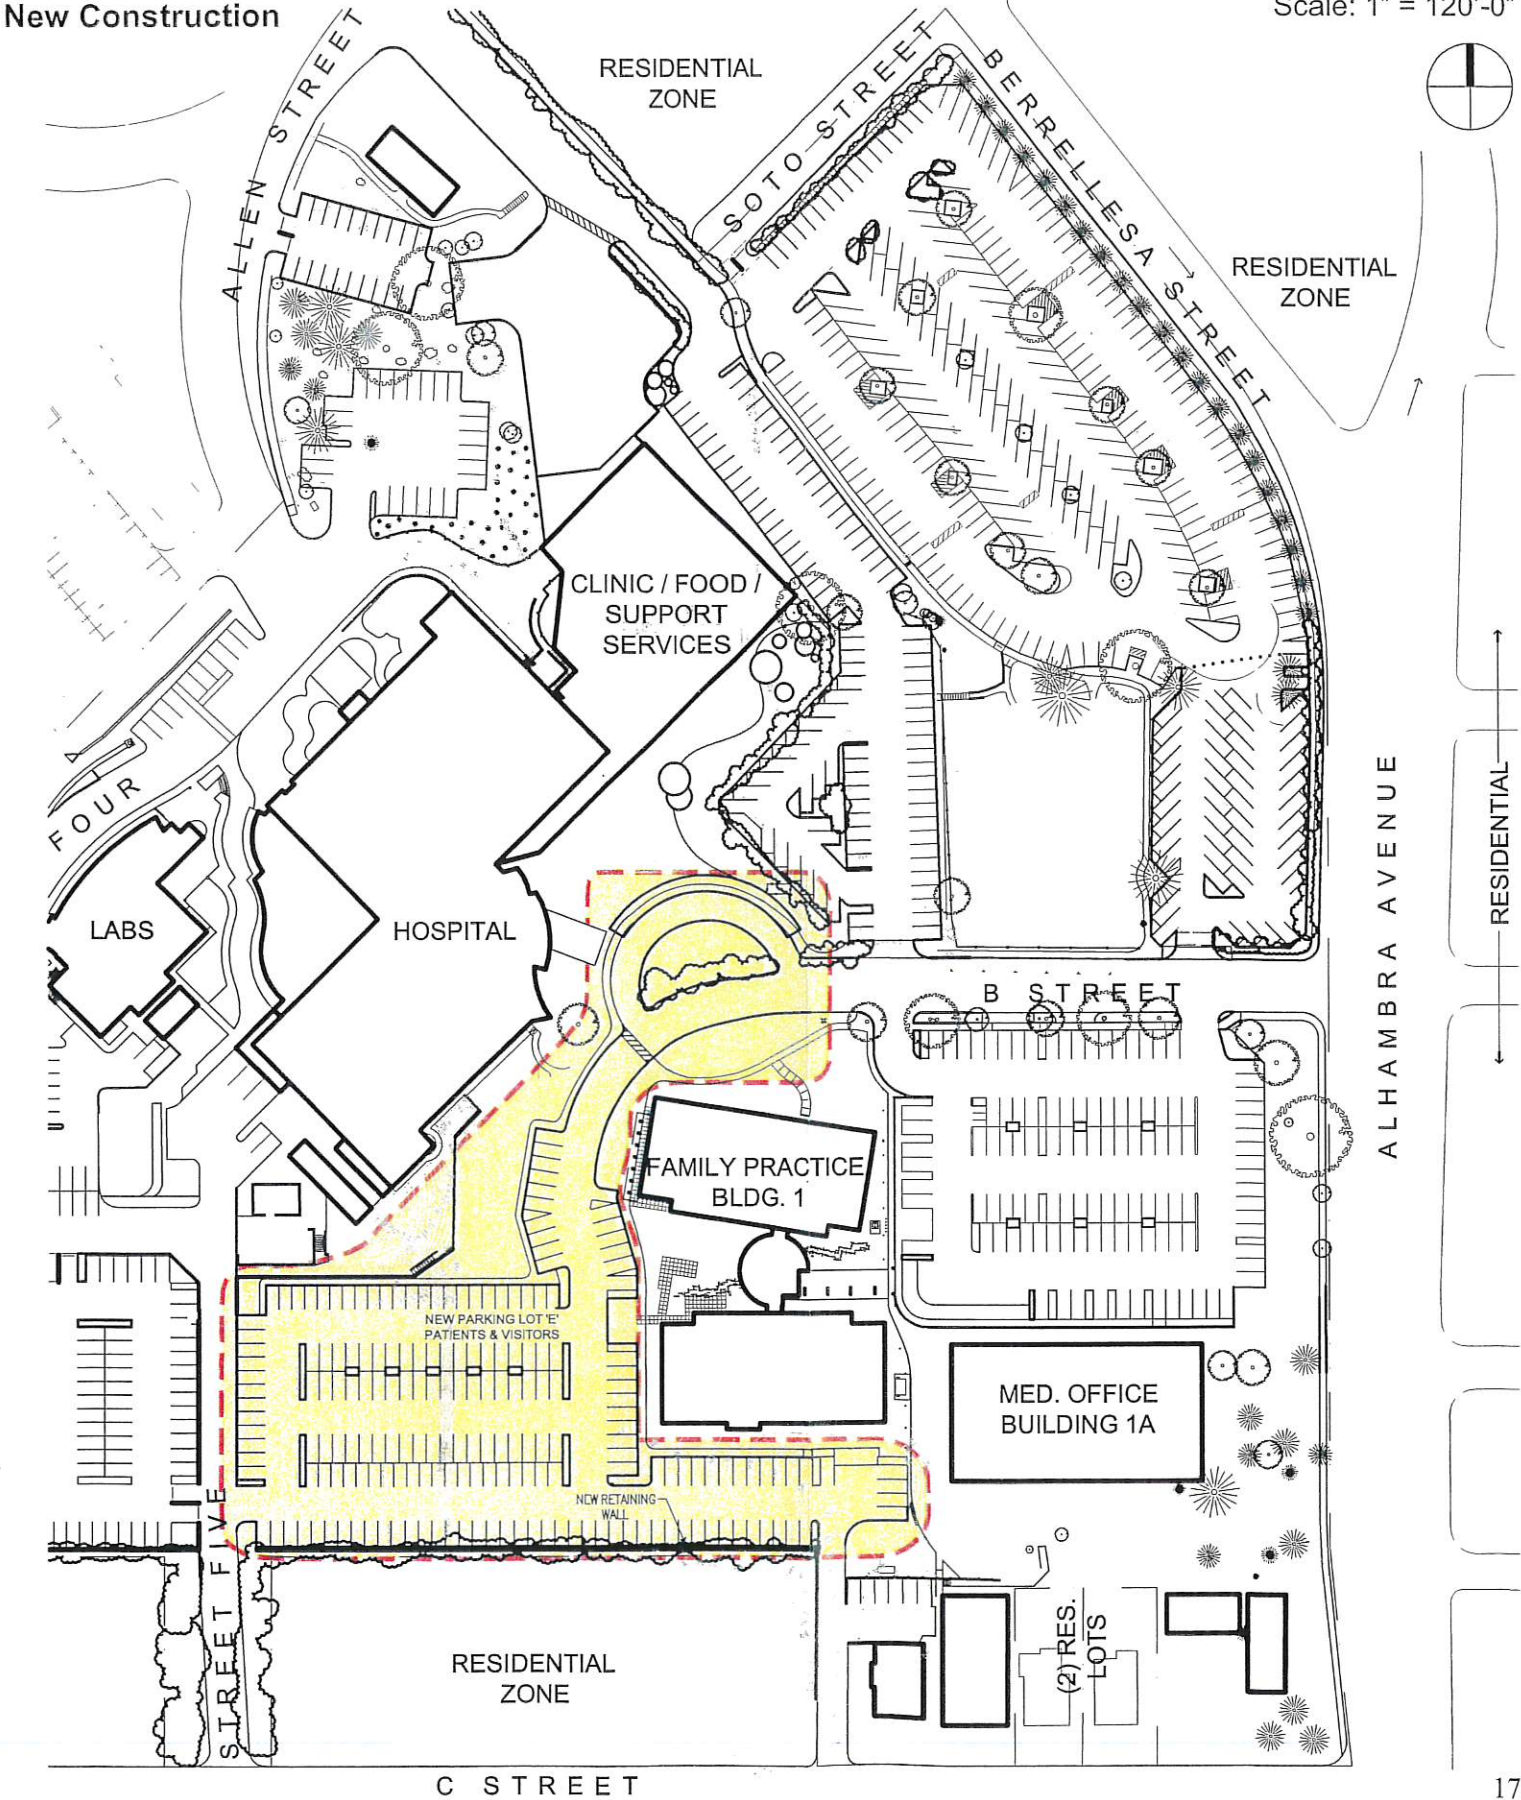 New Construction
Scale: 1" = 120'-0"
ALLEN STREET
RESIDENTIAL
ZONE
SOTO STREET
BERRELLESA STREET
RESIDENTIAL
ZONE
CLINIC / FOOD /
SUPPORT
SERVICES
FOUR
LABS
HOSPITAL
B STREET
ALHAMBRA AVENUE
RESIDENTIAL
FAMILY PRACTICE
BLDG. 1
NEW PARKING LOT 'E'
PATIENTS & VISITORS
MED. OFFICE
BUILDING 1A
NEW RETAINING
WALL
STREET FIVE
RESIDENTIAL
ZONE
(2) RES.
LOTS
C STREET
17